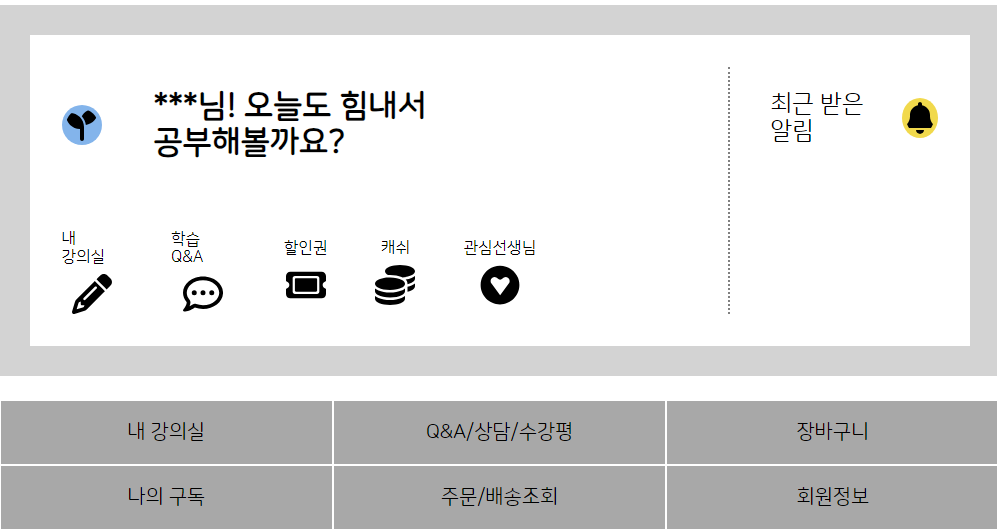 ***님! 오늘도 힘내서
공부해볼까요?
최근 받은
알림
내
강의실
학습
Q&A
할인권
캐쉬
관심선생님
내 강의실
Q&A/상담/수강평
장바구니
나의 구독
주문/배송조회
회원정보